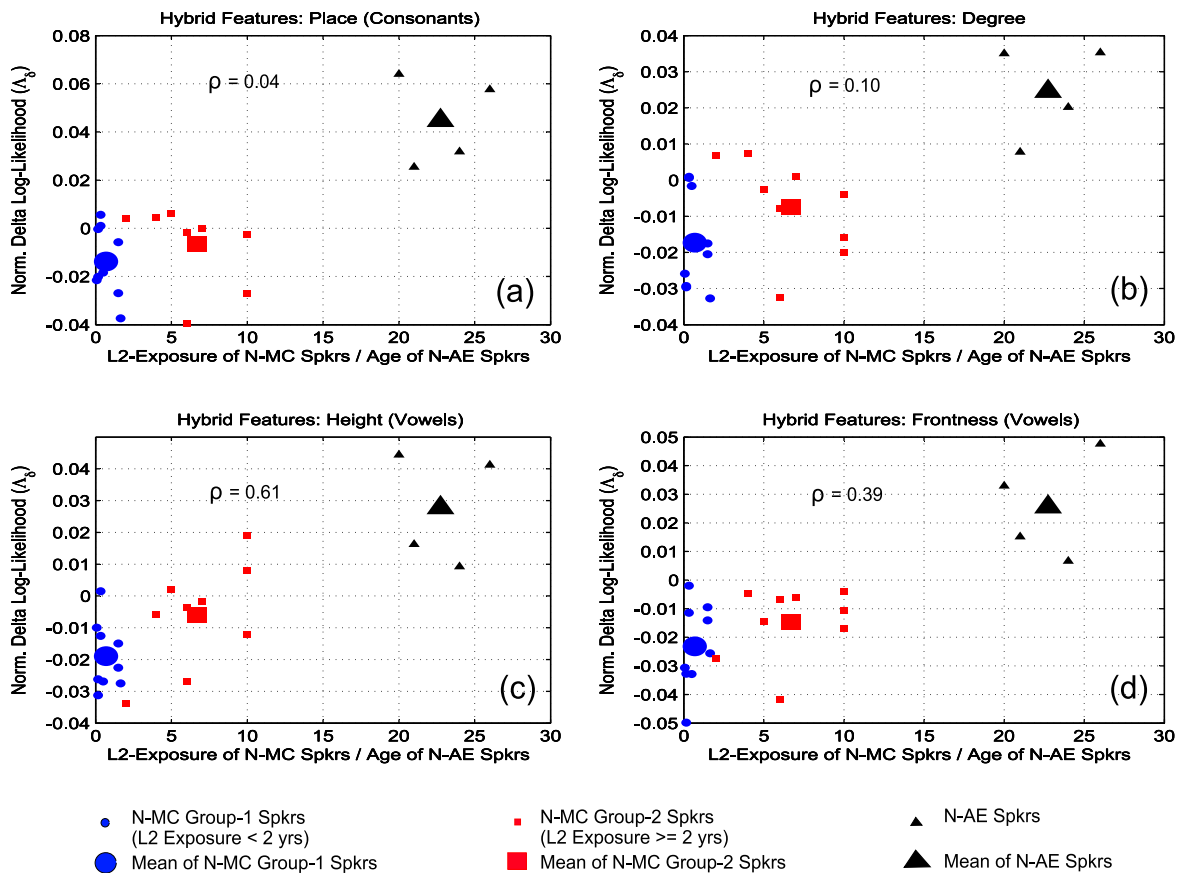 Hybrid Features: Place (Consonants)
Norm. Delta Log-Likelihood (Λδ)
0.08
0.06
0.04
0.02
0
-0.02
-0.04
ρ = 0.04
(a)
0 5 10 15 20 25 30
L2-Exposure of N-MC Spkrs / Age of N-AE Spkrs
Hybrid Features: Degree
Norm. Delta Log-Likelihood (Λδ)
0.04
0.03
0.02
0.01
0
-0.01
-0.02
-0.03
-0.04
ρ = 0.10
(b)
0 5 10 15 20 25 30
L2-Exposure of N-MC Spkrs / Age of N-AE Spkrs
Hybrid Features: Height (Vowels)
Norm. Delta Log-Likelihood (Λδ)
0.04
0.03
0.02
0.01
0
-0.01
-0.02
-0.03
-0.04
ρ = 0.61
(c)
0 5 10 15 20 25 30
L2-Exposure of N-MC Spkrs / Age of N-AE Spkrs
Hybrid Features: Frontness (Vowels)
Norm. Delta Log-Likelihood (Λδ)
0.05
0.04
0.03
0.02
0.01
0
-0.01
-0.02
-0.03
-0.04
-0.05
ρ = 0.39
(d)
0 5 10 15 20 25 30
L2-Exposure of N-MC Spkrs / Age of N-AE Spkrs
N-MC Group-1 Spkrs
(L2 Exposure < 2 yrs)
Mean of N-MC Group-1 Spkrs
N-MC Group-2 Spkrs
(L2 Exposure >= 2 yrs)
Mean of N-MC Group-2 Spkrs
N-AE Spkrs
Mean of N-AE Spkrs